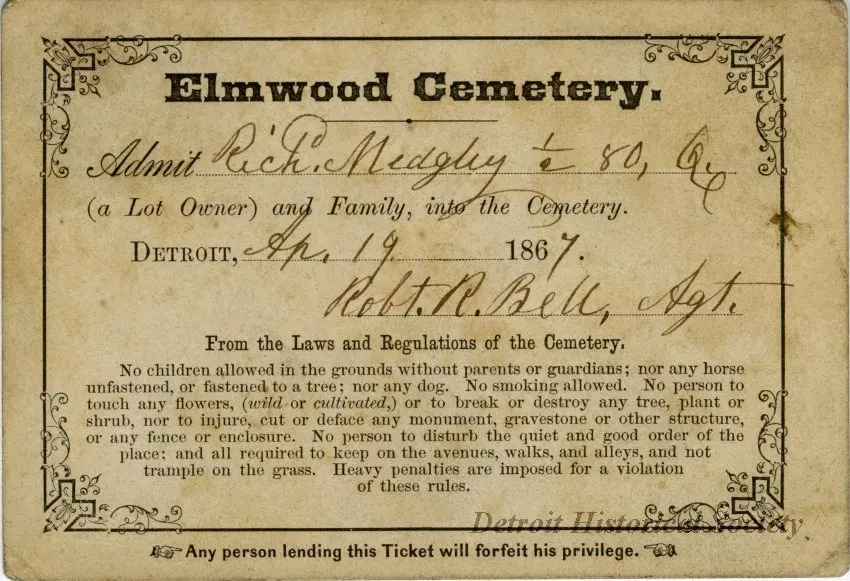 Elmwood Cemetery.
Admit Rich'd. Medgley ½ 80, Q.
(a Lot Owner) and Family, into the Cemetery.
DETROIT, Ap. 19 1867.
Robt. R. Bell, Agt.
From the Laws and Regulations of the Cemetery.
No children allowed in the grounds without parents or guardians; nor any horse
unfastened, or fastened to a tree; nor any dog. No smoking allowed. No person to
touch any flowers, (wild or cultivated,) or to break or destroy any tree, plant or
shrub, nor to injure, cut or deface any monument, gravestone or other structure,
or any fence or enclosure. No person to disturb the quiet and good order of the
place; and all required to keep on the avenues, walks, and alleys, and not
trample on the grass. Heavy penalties are imposed for a violation
of these rules.
Detroit Historical Society
☞ Any person lending this Ticket will forfeit his privilege. ☜